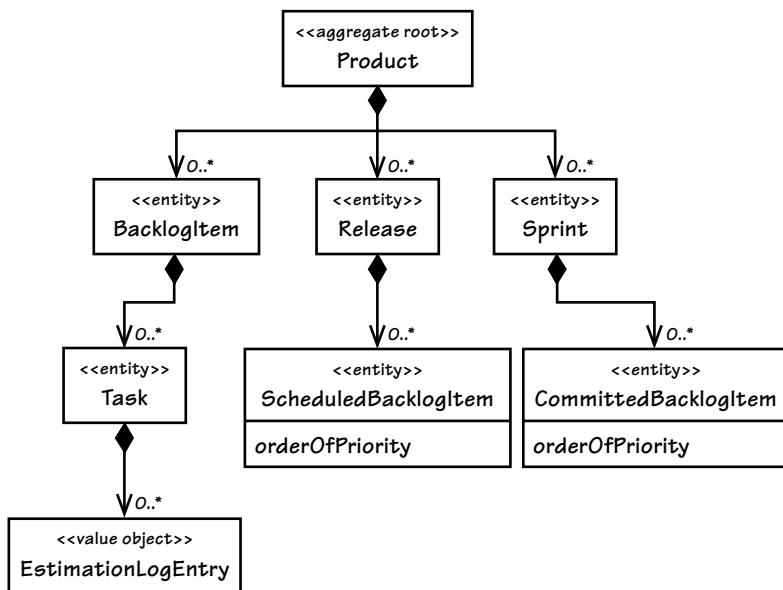 <<aggregate root>>
Product
0..*
0..*
0..*
<<entity>>
BacklogItem
<<entity>>
Release
<<entity>>
Sprint
0..*
0..*
0..*
<<entity>>
Task
<<entity>>
ScheduledBacklogItem
orderOfPriority
<<entity>>
CommittedBacklogItem
orderOfPriority
0..*
<<value object>>
EstimationLogEntry